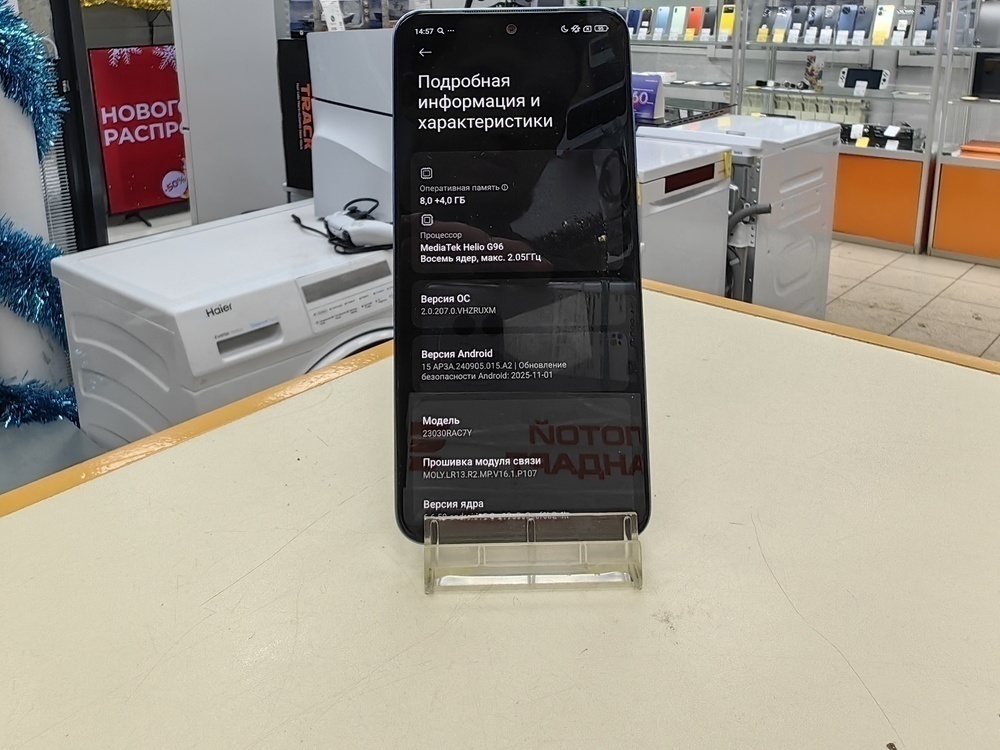 14:57
Подробная
информация и
характеристики
Оперативная память
8,0 +4,0 ГБ
Процессор
MediaTek Helio G96
Восемь ядер, макс. 2.05ГГц
Версия ОС
2.0.207.0.VHZRUXM
Версия Android
15 AP3A.240905.015.A2 | Обновление
безопасности Android: 2025-11-01
Модель
23030RAC7Y
Прошивка модуля связи
MOLY.LR13.R2.MP.V16.1.P107
Версия ядра
НОВОГ
РАСПРО
-50%
TRACK
Haier
60